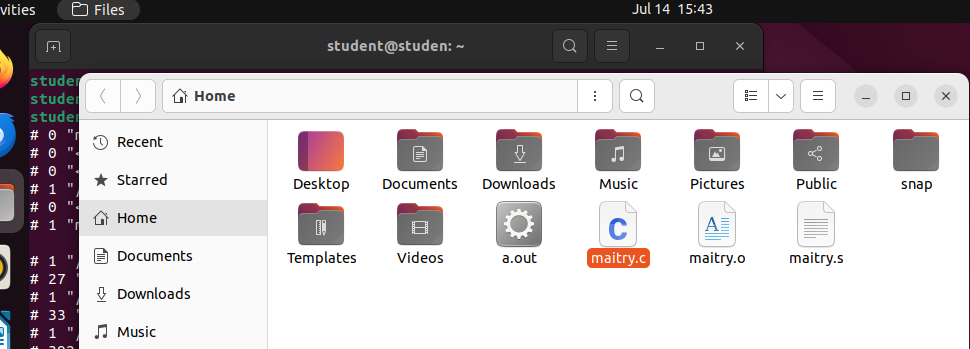 vities Files Jul 14 15:43
student@studen: ~
studen
studen
studen
# 0 "
# 0 "<
# 0 "<
# 1 "/
# 0 "<
# 1 "
# 1 "/
# 27 "
# 1 "/
# 33 "
# 1 "/
Home
Recent
Starred
Home
Documents
Downloads
Music
Desktop Documents Downloads Music Pictures Public snap
Templates Videos a.out maitry.c maitry.o maitry.s